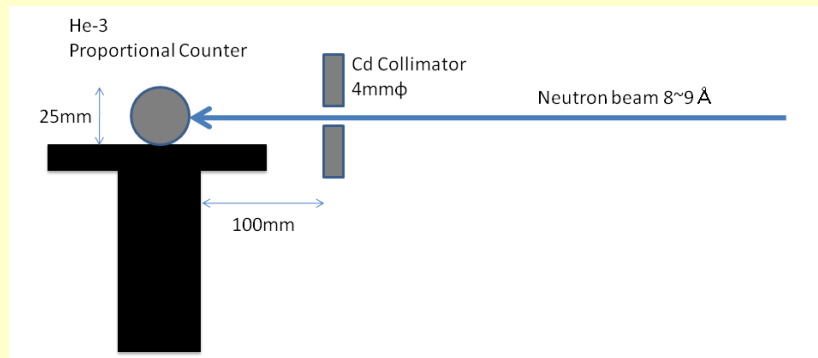 He-3
Proportional Counter
Cd Collimator
4mmϕ
Neutron beam 8~9 Å
25mm
100mm